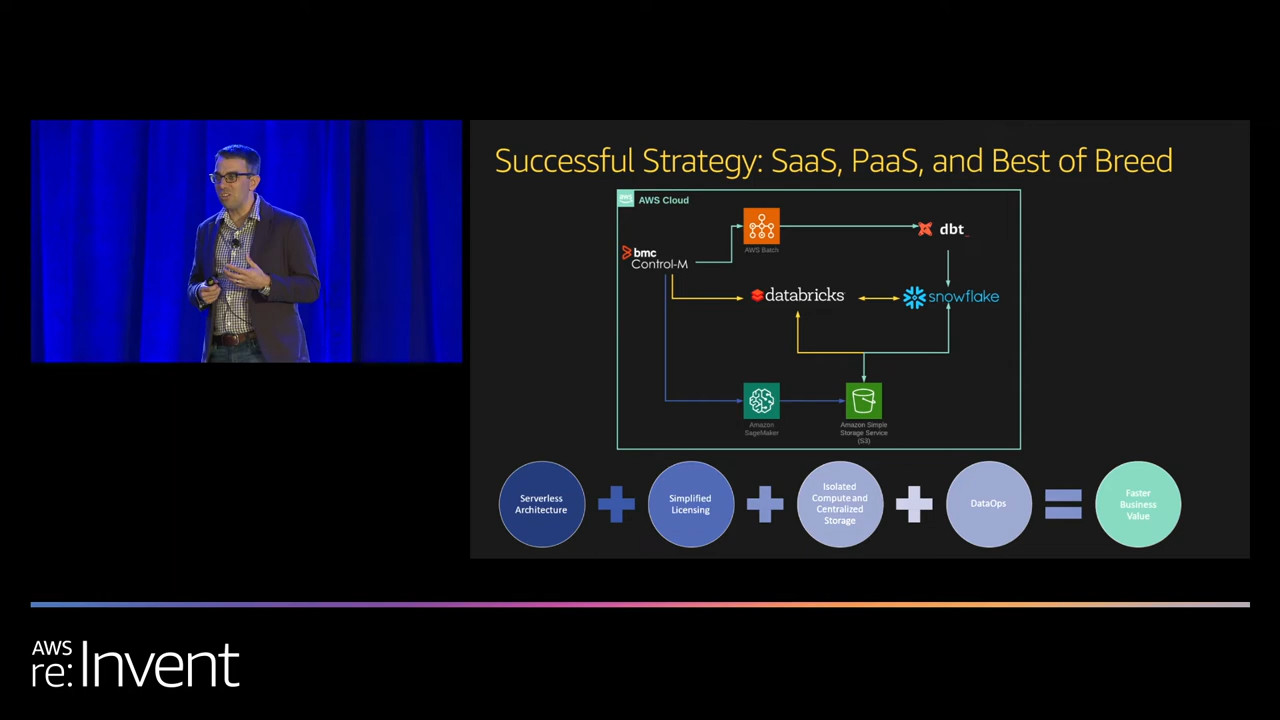 Successful Strategy: SaaS, PaaS, and Best of Breed
aws
AWS Cloud
bmc
Control-M
AWS Batch
dbt
databricks
snowflake
Amazon
SageMaker
Amazon Simple
Storage Service
(S3)
Serverless
Architecture
Simplified
Licensing
Isolated
Compute and
Centralized
Storage
DataOps
Faster
Business
Value
AWS
re:Invent